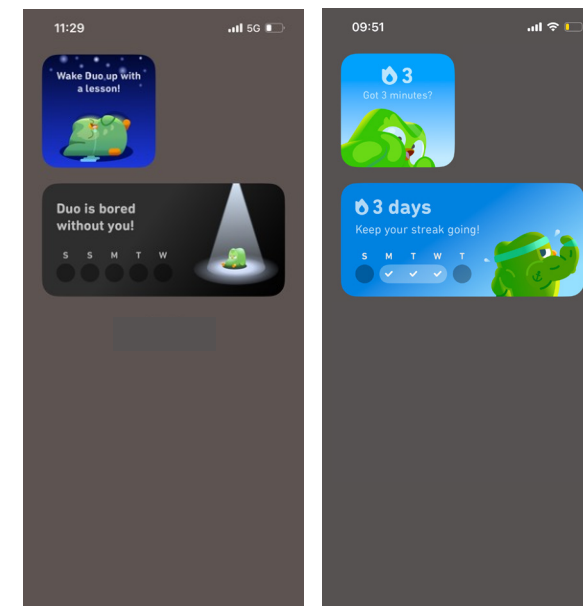 11:29
5G
Wake Duo up with
a lesson!
Duo is bored
without you!
S S M T W
09:51
3
Got 3 minutes?
3 days
Keep your streak going!
S M T W T